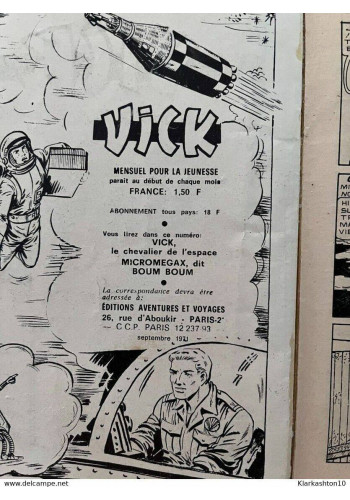 VICK
MENSUEL POUR LA JEUNESSE
paraît au début de chaque mois
FRANCE: 1,50 F
ABONNEMENT tous pays: 18 F
Vous lirez dans ce numéro:
VICK,
le chevalier de l'espace
MICROMEGAX, dit
BOUM BOUM
La correspondance devra être
adressée à:
ÉDITIONS AVENTURES ET VOYAGES
26, rue d'Aboukir - PARIS-2e
— C.C.P. PARIS 12 237 93
septembre 1971
www.delcampe.net
Klarkashton10